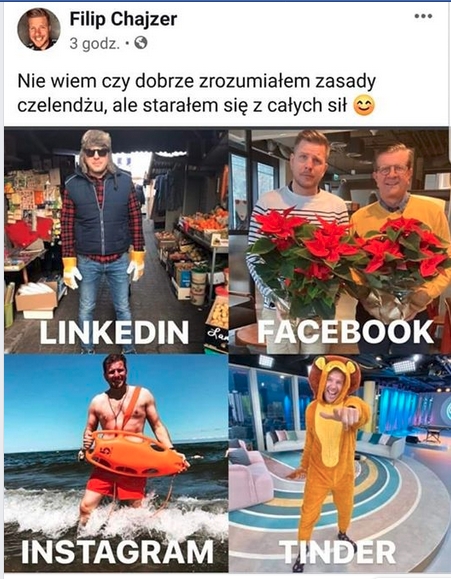 Filip Chajzer
3 godz.
Nie wiem czy dobrze zrozumiałem zasady
czelendżu, ale starałem się z całych sił 😊
LINKEDIN
FACEBOOK
INSTAGRAM
TINDER